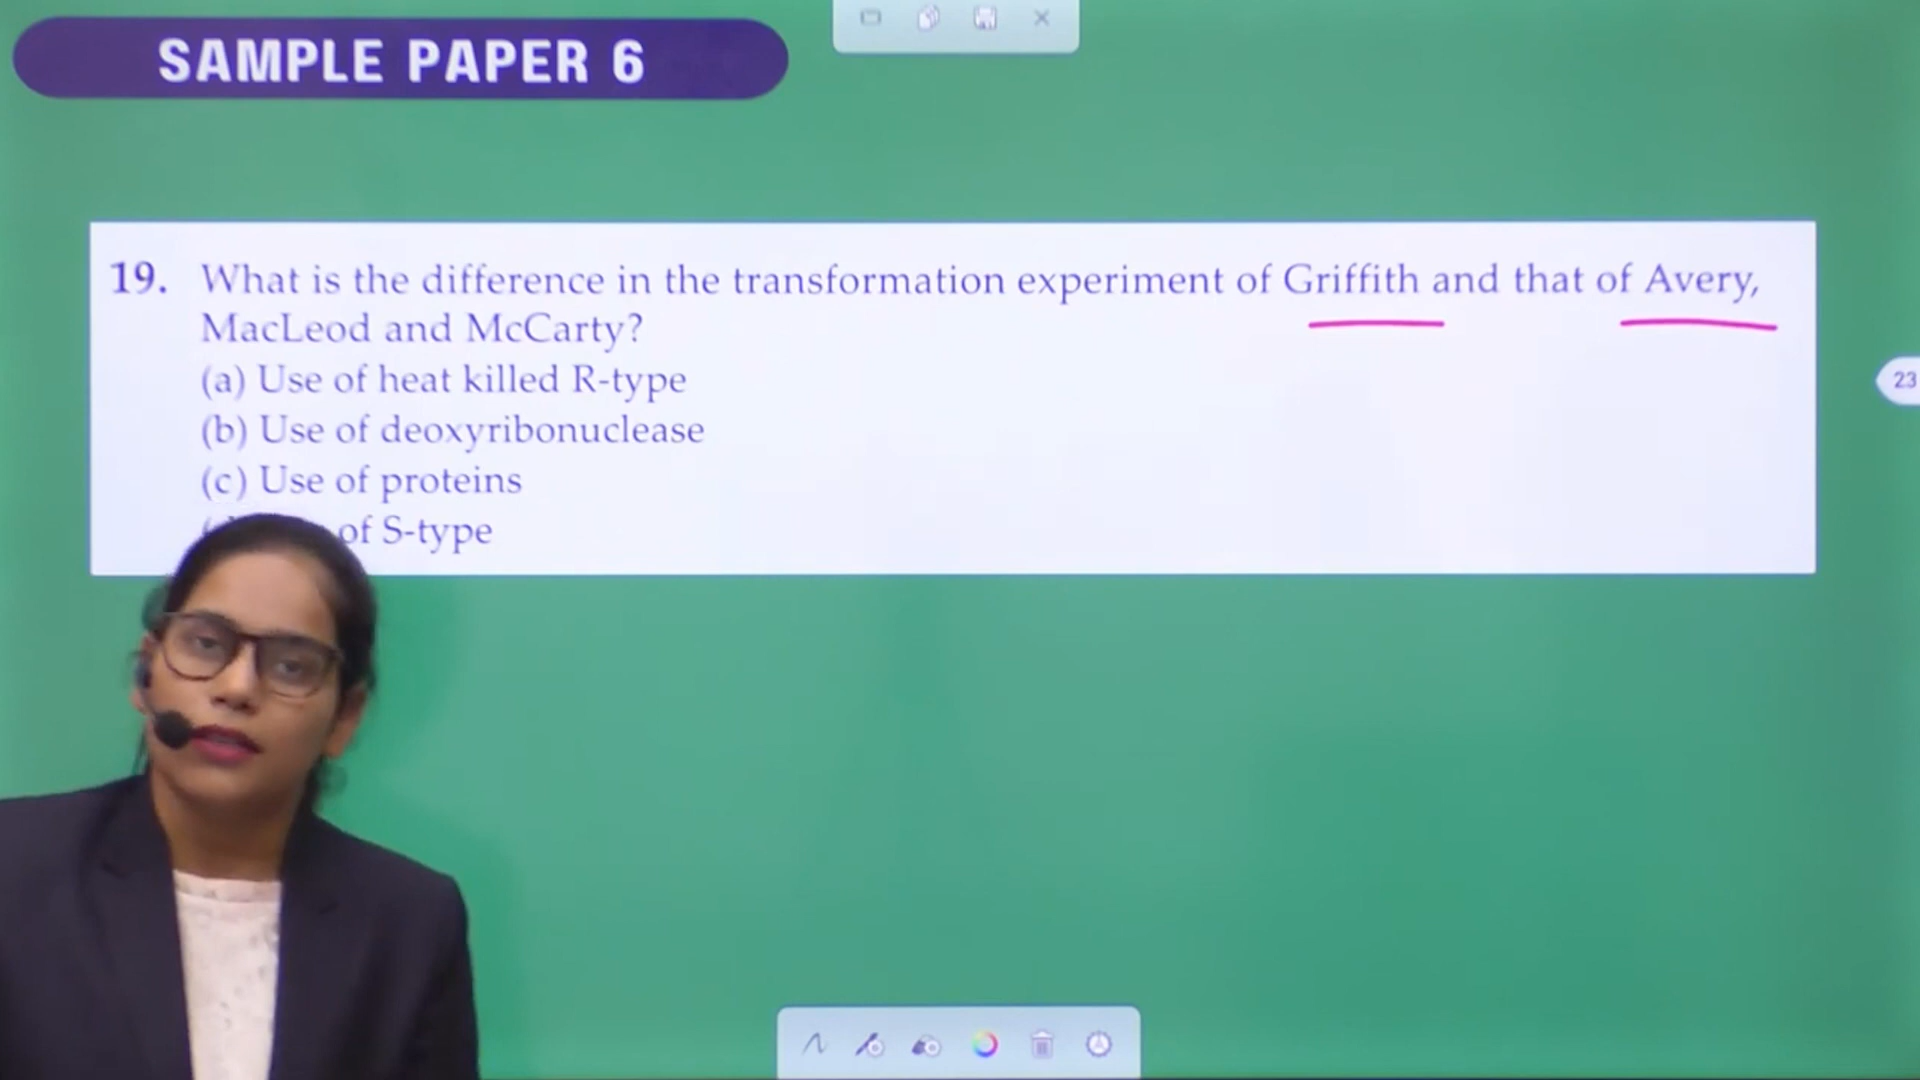 SAMPLE PAPER 6
19. What is the difference in the transformation experiment of Griffith and that of Avery,
MacLeod and McCarty?
(a) Use of heat killed R-type
(b) Use of deoxyribonuclease
(c) Use of proteins
of S-type
23